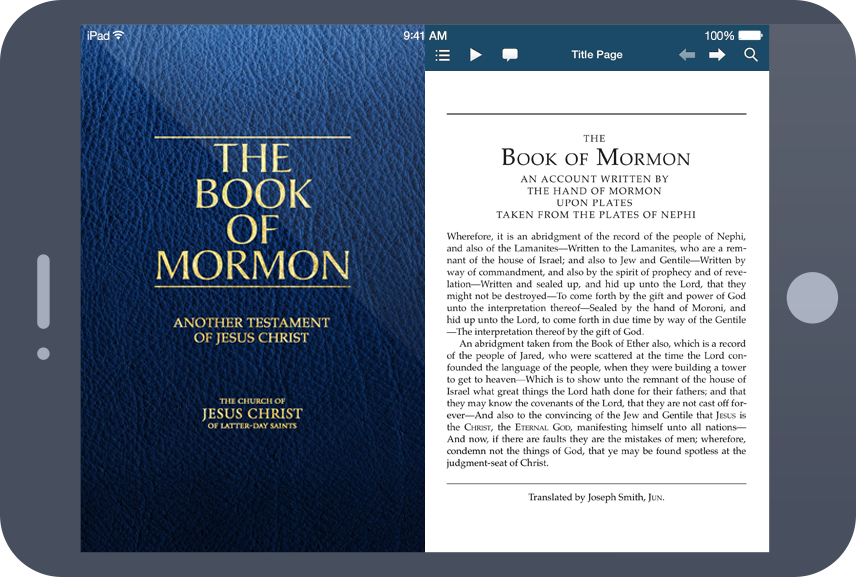 iPad 9:41 AM 100%
THE
BOOK
OF
MORMON
ANOTHER TESTAMENT
OF JESUS CHRIST
THE CHURCH OF
JESUS CHRIST
OF LATTER-DAY SAINTS
Title Page
THE
BOOK OF MORMON
AN ACCOUNT WRITTEN BY
THE HAND OF MORMON
UPON PLATES
TAKEN FROM THE PLATES OF NEPHI
Wherefore, it is an abridgment of the record of the people of Nephi,
and also of the Lamanites—Written to the Lamanites, who are a rem-
nant of the house of Israel; and also to Jew and Gentile—Written by
way of commandment, and also by the spirit of prophecy and of reve-
lation—Written and sealed up, and hid up unto the Lord, that they
might not be destroyed—To come forth by the gift and power of God
unto the interpretation thereof—Sealed by the hand of Moroni, and
hid up unto the Lord, to come forth in due time by way of the Gentile
—The interpretation thereof by the gift of God.
An abridgment taken from the Book of Ether also, which is a record
of the people of Jared, who were scattered at the time the Lord con-
founded the language of the people, when they were building a tower
to get to heaven—Which is to show unto the remnant of the house of
Israel what great things the Lord hath done for their fathers; and that
they may know the covenants of the Lord, that they are not cast off for-
ever—And also to the convincing of the Jew and Gentile that JESUS is
the CHRIST, the ETERNAL GOD, manifesting himself unto all nations—
And now, if there are faults they are the mistakes of men; wherefore,
condemn not the things of God, that ye may be found spotless at the
judgment-seat of Christ.
Translated by Joseph Smith, JUN.